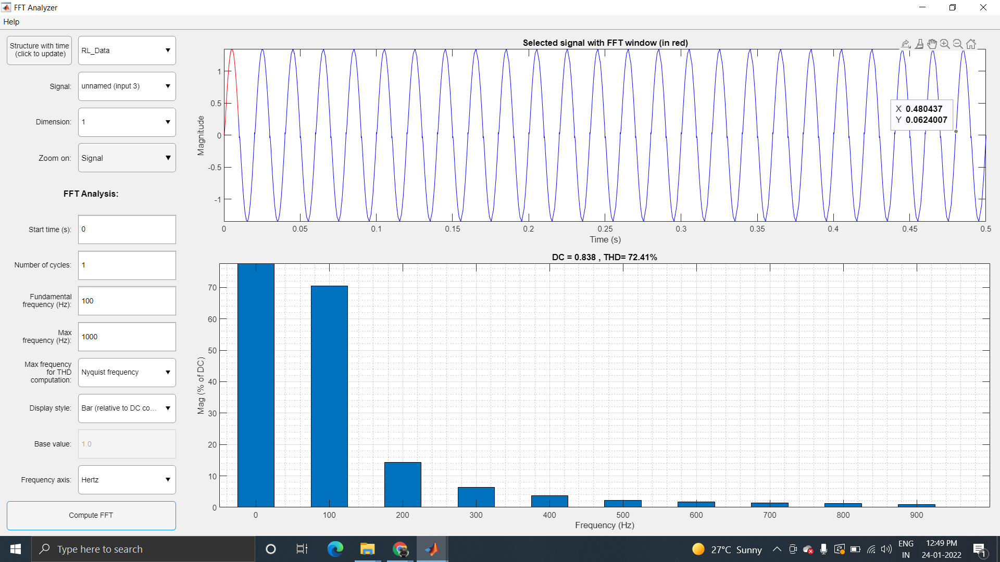 FFT Analyzer
Help
Structure with time
(click to update)
RL_Data
Signal:
unnamed (input 3)
Dimension:
1
Zoom on:
Signal
FFT Analysis:
Start time (s):
0
Number of cycles:
1
Fundamental
frequency (Hz):
100
Max
frequency (Hz):
1000
Max frequency
for THD
computation:
Nyquist frequency
Display style:
Bar (relative to DC co...
Base value:
1.0
Frequency axis:
Hertz
Compute FFT
Selected signal with FFT window (in red)
Magnitude
1
0.5
0
-0.5
-1
X 0.480437
Y 0.0624007
0 0.05 0.1 0.15 0.2 0.25 0.3 0.35 0.4 0.45 0.5
Time (s)
DC = 0.838 , THD= 72.41%
Mag (% of DC)
70
60
50
40
30
20
10
0
0 100 200 300 400 500 600 700 800 900
Frequency (Hz)
Type here to search
27°C Sunny
ENG
IN
12:49 PM
24-01-2022
1